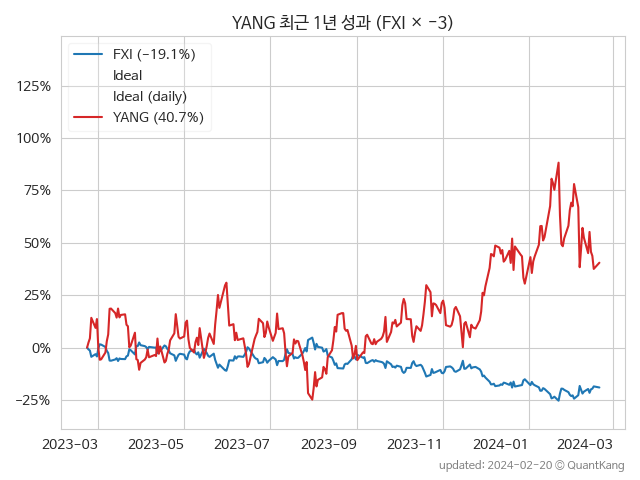 YANG 최근 1년 성과 (FXI × −3)
FXI (−19.1%)
Ideal
Ideal (daily)
YANG (40.7%)
125%
100%
75%
50%
25%
0%
−25%
2023−03
2023−05
2023−07
2023−09
2023−11
2024−01
2024−03
updated: 2024−02−20 © QuantKang